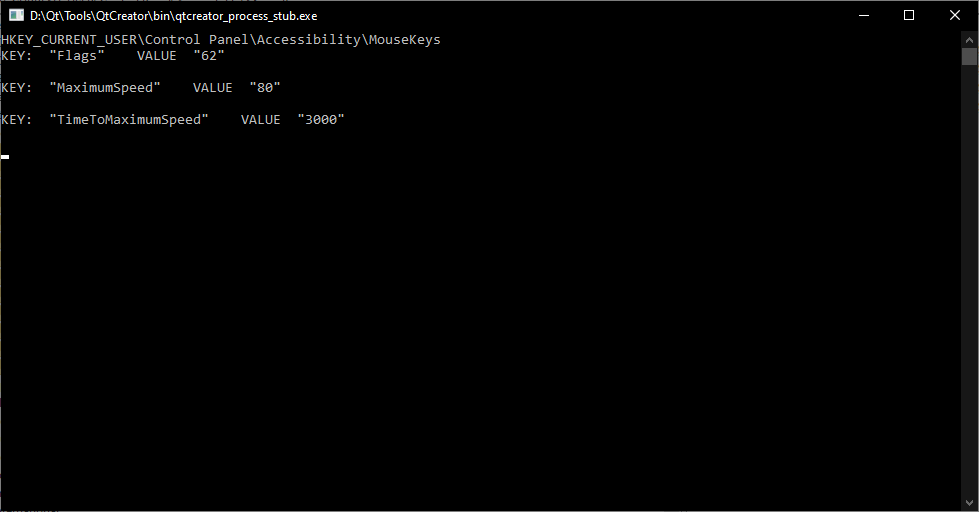 D:\Qt\Tools\QtCreator\bin\qtcreator_process_stub.exe
HKEY_CURRENT_USER\Control Panel\Accessibility\MouseKeys
KEY:  "Flags"    VALUE  "62"
KEY:  "MaximumSpeed"    VALUE  "80"
KEY:  "TimeToMaximumSpeed"    VALUE  "3000"